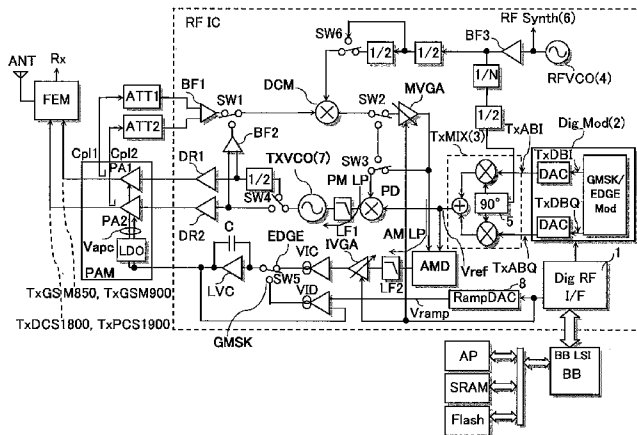 RF IC
RF Synth(6)
BF3
SW6
1/2
1/2
RFVCO(4)
ANT
Rx
1/N
FEM
ATT1
BF1
SW1
DCM
SW2
MVGA
1/2
ATT2
TxMIX(3)
TxABI
Dig Mod(2)
BF2
Cpl1
Cpl2
PA1
DR1
1/2
TXVCO(7)
SW3
PM LP
PD
TxDBI
DAC
GMSK/
EDGE
Mod
90°
5
TxDBQ
DAC
SW4
PA2
DR2
LF1
Vapc
C
EDGE
VIC
IVGA
AM LP
Vref
TxABQ
LDO
LF2
AMD
1
PAM
LVC
SW5
VID
8
RampDAC
Dig RF
I/F
TxGSM850, TxGSM900
GMSK
Vramp
TxDCS1800, TxPCS1900
AP
BB LSI
BB
SRAM
Flash